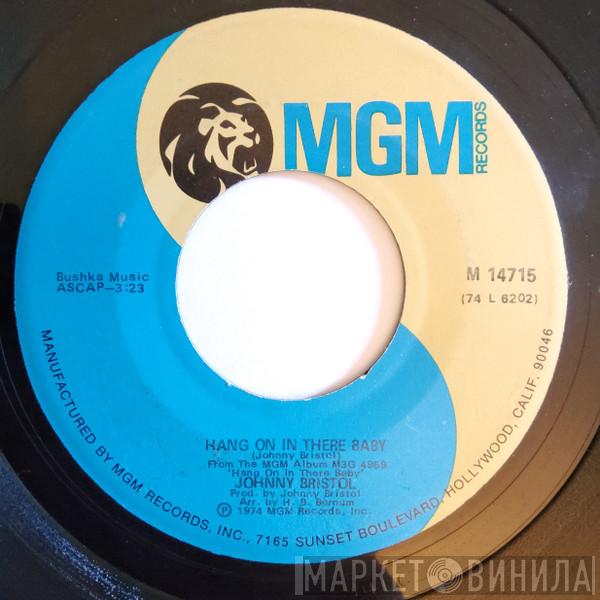 MGM
RECORDS
Bushka Music
ASCAP—3:23
M 14715
(74 L 6202)
HANG ON IN THERE BABY
(Johnny Bristol)
From The MGM Album M3G 4959
'Hang On In There Baby'
JOHNNY BRISTOL
Prod. by Johnny Bristol
Arr. by H. B. Barnum
℗ 1974 MGM Records, Inc.
MANUFACTURED BY MGM RECORDS, INC., 7165 SUNSET BOULEVARD, HOLLYWOOD, CALIF. 90046
МАРКЕТ ВИНИЛА